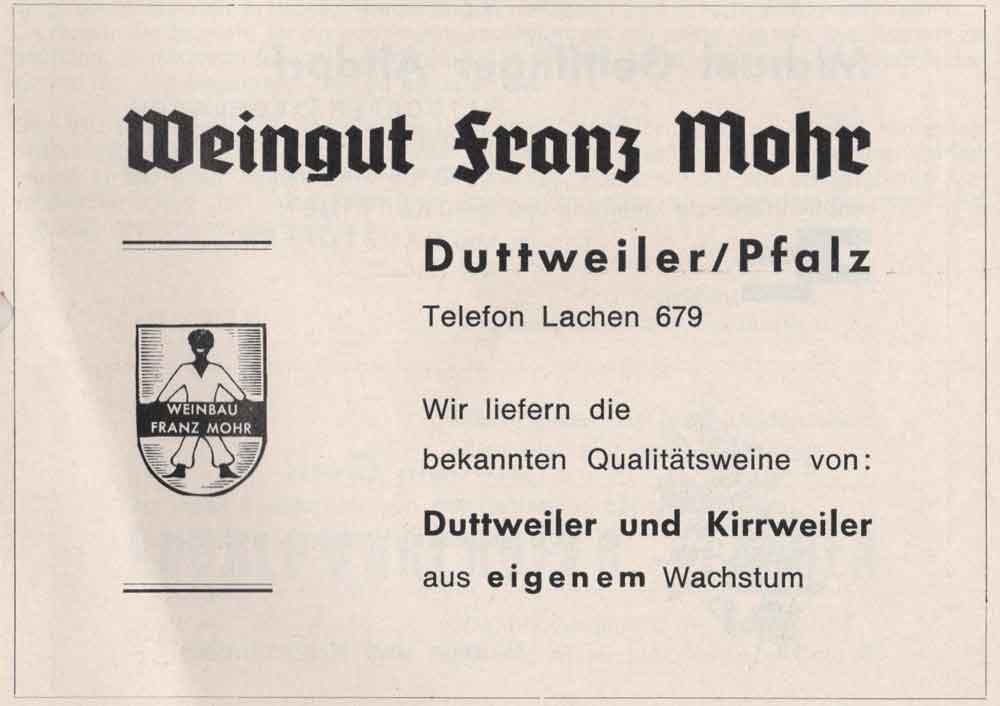 Weingut Franz Mohr
Duttweiler/Pfalz
Telefon Lachen 679
WEINBAU
FRANZ MOHR
Wir liefern die
bekannten Qualitätsweine von:
Duttweiler und Kirrweiler
aus eigenem Wachstum